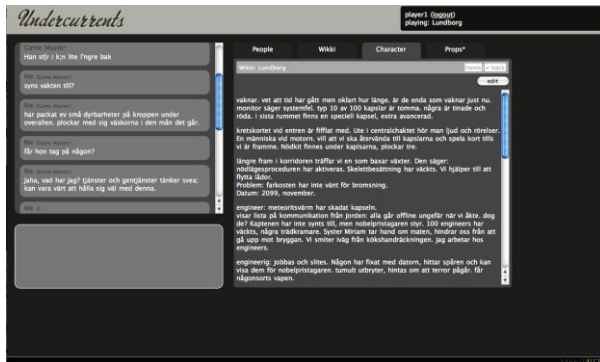 Undercurrents
player1 (logout)
playing: Lundborg
Game Master:
Han st¦r i k;n lite l'ngre bak
Me (Game Master):
syns vakten till?
Me (Game Master):
har packat ev små dyrbarheter på kroppen under
overallen. plockar med sig väskorna i den mån det går.
Me (Game Master):
får hon tag på någon?
Me (Game Master):
jaha, vad har jag? tjänster och gentjänster tänker svea;
kan vara värt att hålla sig väl med denna.
Me
People
Wikki
Character
Props*
Wikki: Lundborg
home
< back
edit
vaknar. vet att tid har gått men oklart hur länge. är de enda som vaknar just nu.
monitor säger systemfel. typ 10 av 100 kapslar är tomma. några är tinade och
röda. i sista rummet finns en speciell kapsel, extra avancerad.
kretskortet vid entren är fifflat med. Ute i centralschaktet hör man ljud och rörelser.
En människa vid motorn. vill att vi ska återvända till kapslarna och spela kort tills
vi är framme. Nödkit finnes under kaplsarna, plockar tre.
längre fram i korridoren träffar vi en som baxar växter. Den säger:
nödlägesproceduren har aktiverats. Skelettbesättning har väckts. Vi hjälper till att
flytta lådor.
Problem: farkosten har inte vänt för bromsning.
Datum: 2099, november.
engineer: meteoritsvärm har skadat kapseln.
visar lista på kommunikation från jorden: alla går offline ungefär när vi åkte. dog
de? Kaptenen har inte synts till, men nobelpristagaren styr. 100 engineers har
väckts, några trädkramare. Syster Miriam tar hand om maten, hindrar oss från att
gå upp mot bryggan. Vi smiter iväg från kökshandräckningen. jag arbetar hos
engineers.
engineerig: jobbas och slites. Någon har fixat med datorn, hittar spåren och kan
visa dem för nobelpristagaren. tumult utbryter, hintas om att terror pågår. får
någonsorts vapen.